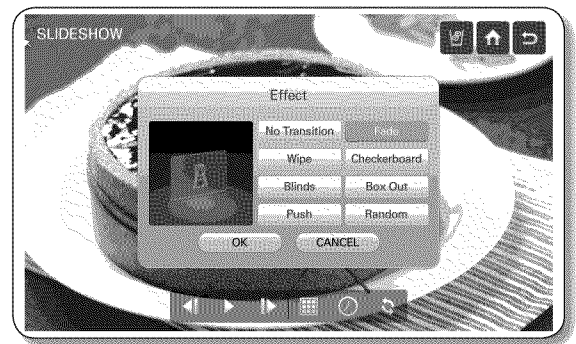 SLIDESHOW
Effect
No Transition Fade
Wipe Checkerboard
Blinds Box Out
Push Random
OK CANCEL